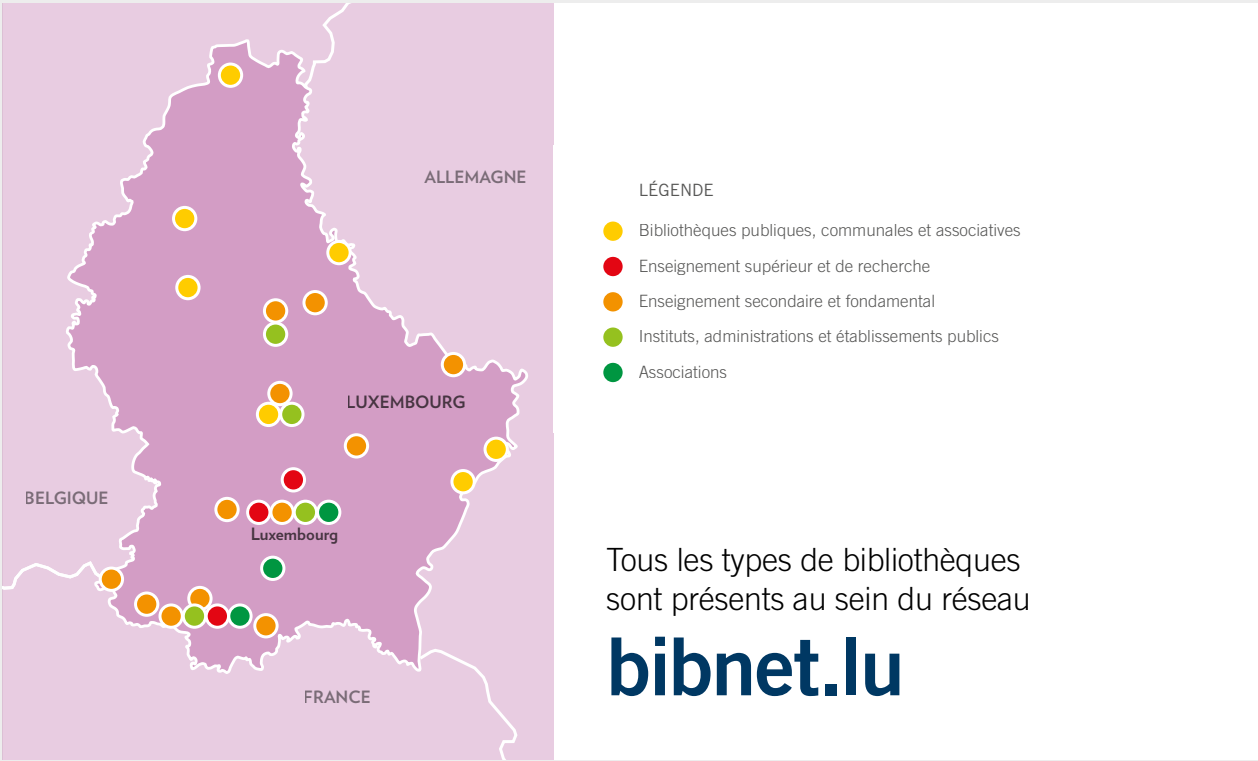 ALLEMAGNE
LUXEMBOURG
BELGIQUE
Luxembourg
FRANCE
LÉGENDE
Bibliothèques publiques, communales et associatives
Enseignement supérieur et de recherche
Enseignement secondaire et fondamental
Instituts, administrations et établissements publics
Associations
Tous les types de bibliothèques
sont présents au sein du réseau
bibnet.lu